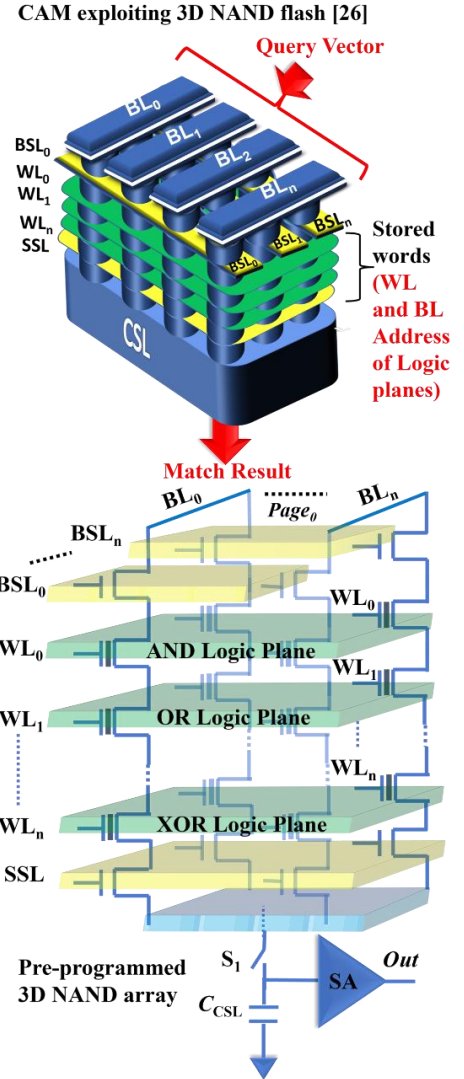 CAM exploiting 3D NAND flash [26]
Query Vector
BL0
BL1
BL2
BLn
BSL0
WL0
WL1
WLn
SSL
BSL0
BSL1
BSLn
CSL
Stored
words
(WL
and BL
Address
of Logic
planes)
Match Result
BL0
Page0
BLn
BSLn
BSL0
WL0
WL0
AND Logic Plane
WL1
WL1
OR Logic Plane
WLn
WLn
XOR Logic Plane
SSL
Pre-programmed
3D NAND array
S1
CCSL
SA
Out